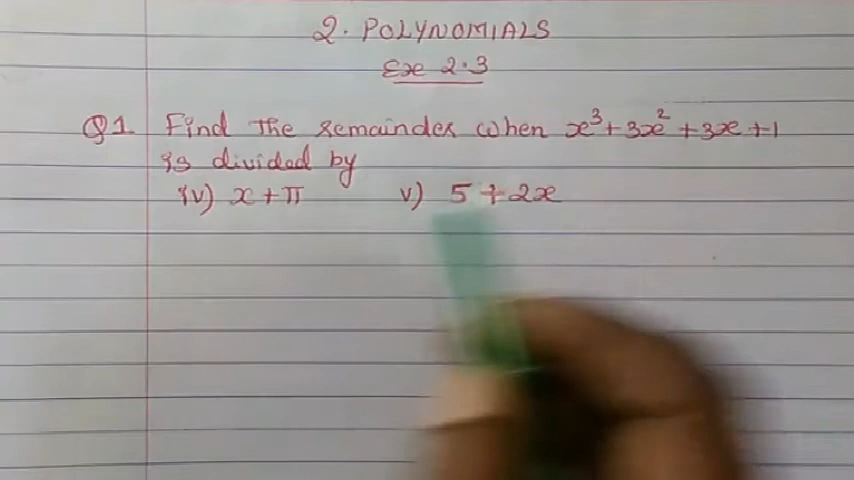 2. POLYNOMIALS
Exe 2.3
Q1 Find the remainder when x³+3x²+3x+1
is divided by
iv) x+π v) 5+2x